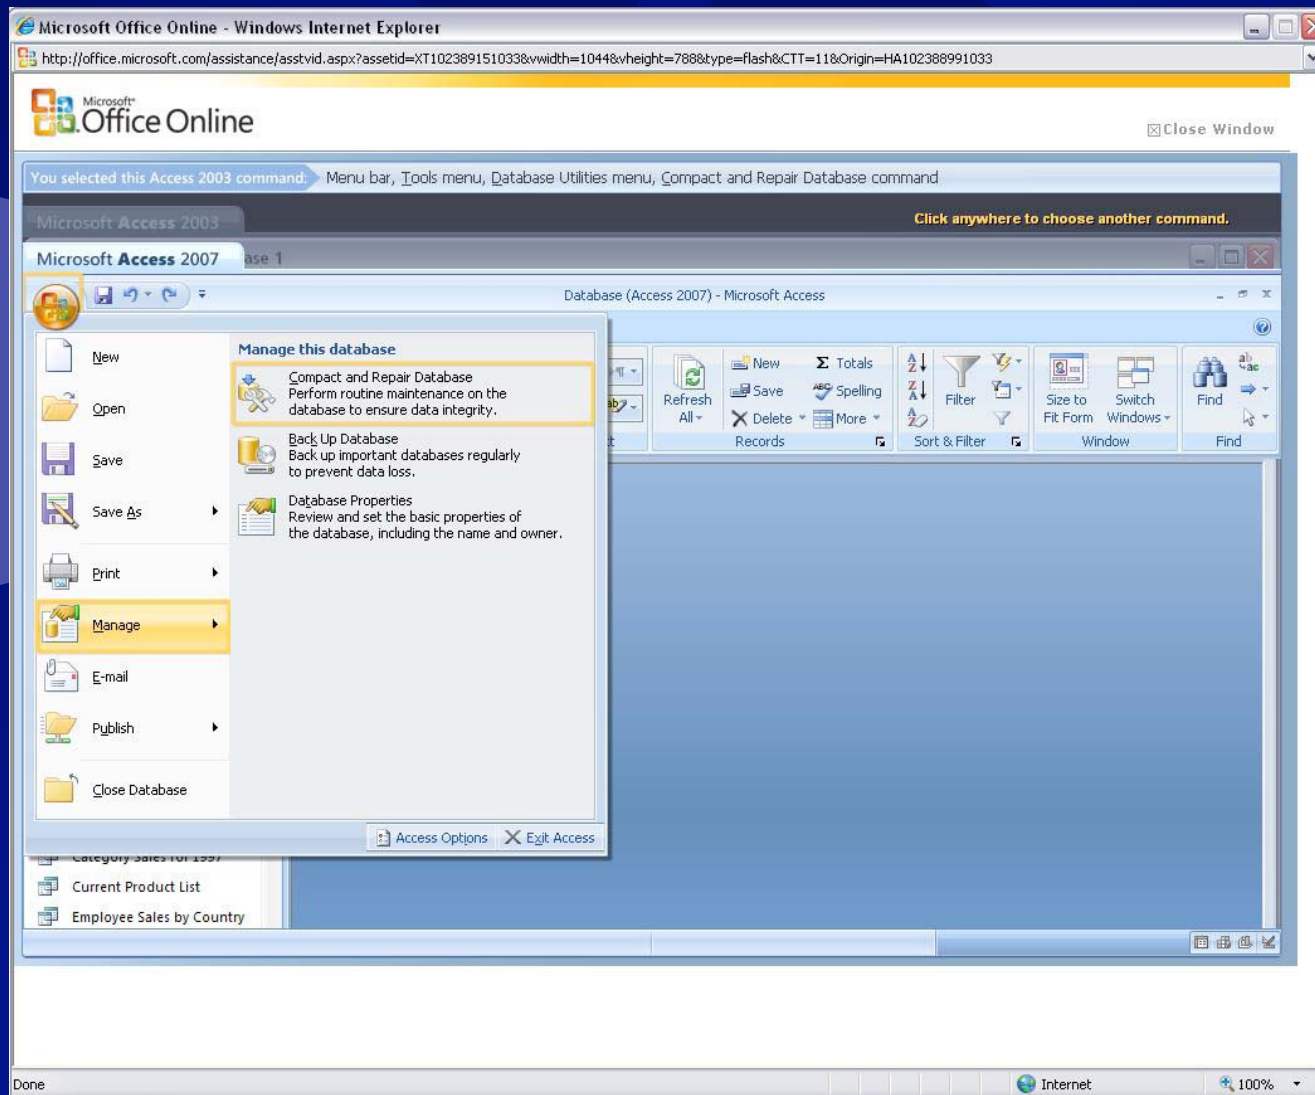 Microsoft Office Online - Windows Internet Explorer
http://office.microsoft.com/assistance/asstvid.aspx?assetid=XT102389151033&vwidth=1044&vheight=788&type=flash&CTT=11&Origin=HA102388991033
Microsoft®
Office Online
Close Window
You selected this Access 2003 command: Menu bar, Tools menu, Database Utilities menu, Compact and Repair Database command
Microsoft Access 2003
Click anywhere to choose another command.
Microsoft Access 2007
ase 1
Database (Access 2007) - Microsoft Access
New
Open
Save
Save As
Print
Manage
E-mail
Publish
Close Database
Manage this database
Compact and Repair Database
Perform routine maintenance on the
database to ensure data integrity.
Back Up Database
Back up important databases regularly
to prevent data loss.
Database Properties
Review and set the basic properties of
the database, including the name and owner.
Access Options
Exit Access
Refresh
All
New
Save
Delete
Σ Totals
Spelling
More
Records
Filter
Sort & Filter
Size to
Fit Form
Switch
Windows
Window
Find
Find
Category Sales for 1997
Current Product List
Employee Sales by Country
Done
Internet
100%